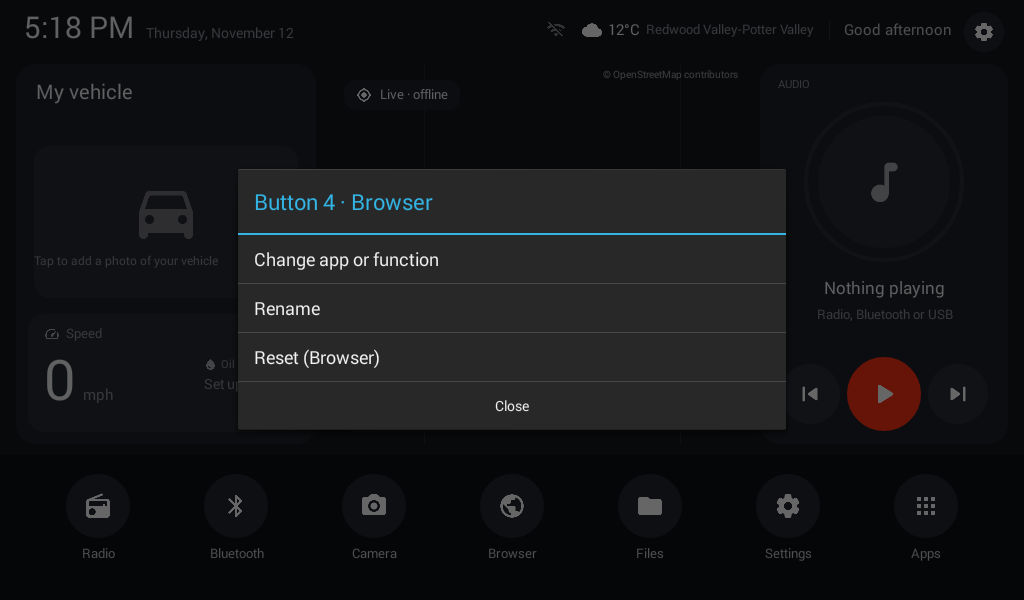 5:18 PM
Thursday, November 12
12°C
Redwood Valley-Potter Valley
Good afternoon
My vehicle
Tap to add a photo of your vehicle
Speed
0 mph
Oil
Live · offline
© OpenStreetMap contributors
AUDIO
Nothing playing
Radio, Bluetooth or USB
Button 4 · Browser
Change app or function
Rename
Reset (Browser)
Close
Radio
Bluetooth
Camera
Browser
Files
Settings
Apps